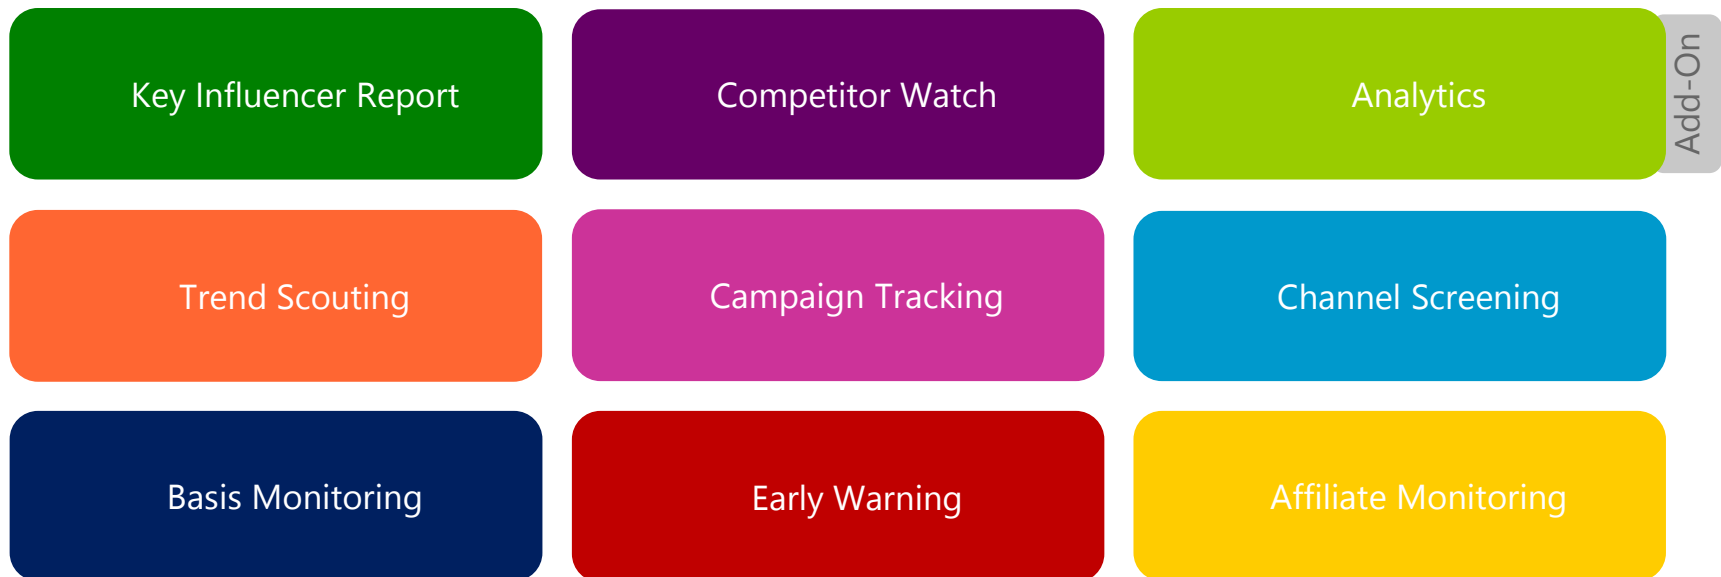 Key Influencer Report
Competitor Watch
Analytics
Add-On
Trend Scouting
Campaign Tracking
Channel Screening
Basis Monitoring
Early Warning
Affiliate Monitoring